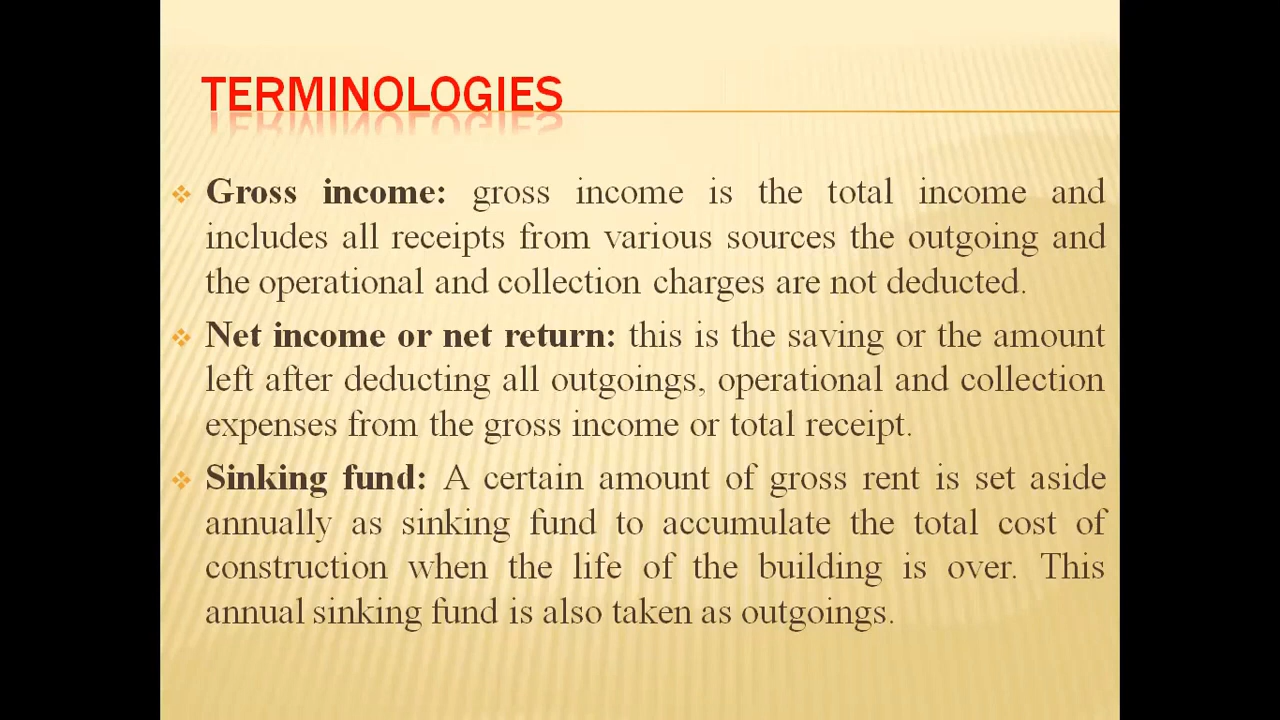 TERMINOLOGIES
Gross income: gross income is the total income and
includes all receipts from various sources the outgoing and
the operational and collection charges are not deducted.
Net income or net return: this is the saving or the amount
left after deducting all outgoings, operational and collection
expenses from the gross income or total receipt.
Sinking fund: A certain amount of gross rent is set aside
annually as sinking fund to accumulate the total cost of
construction when the life of the building is over. This
annual sinking fund is also taken as outgoings.